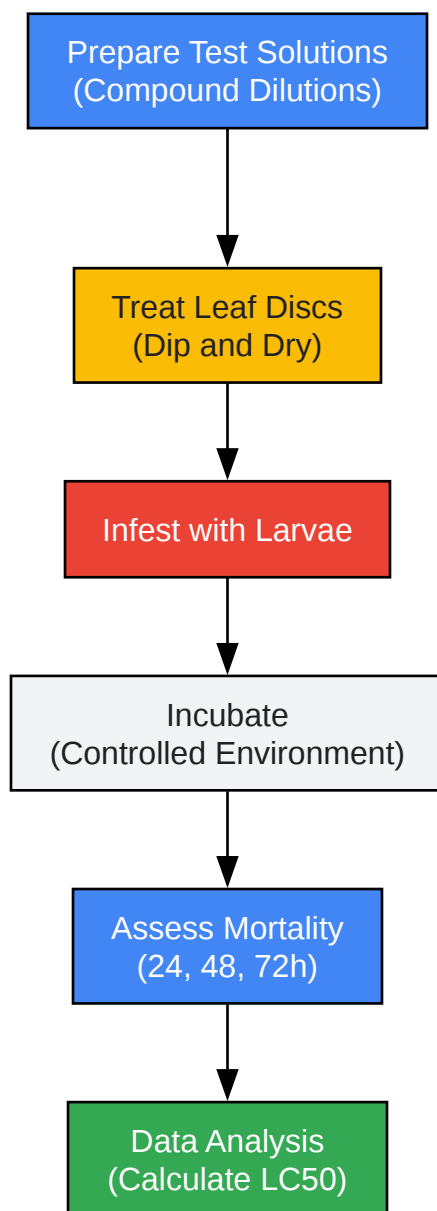 Prepare Test Solutions
(Compound Dilutions)
Treat Leaf Discs
(Dip and Dry)
Infest with Larvae
Incubate
(Controlled Environment)
Assess Mortality
(24, 48, 72h)
Data Analysis
(Calculate LC50)